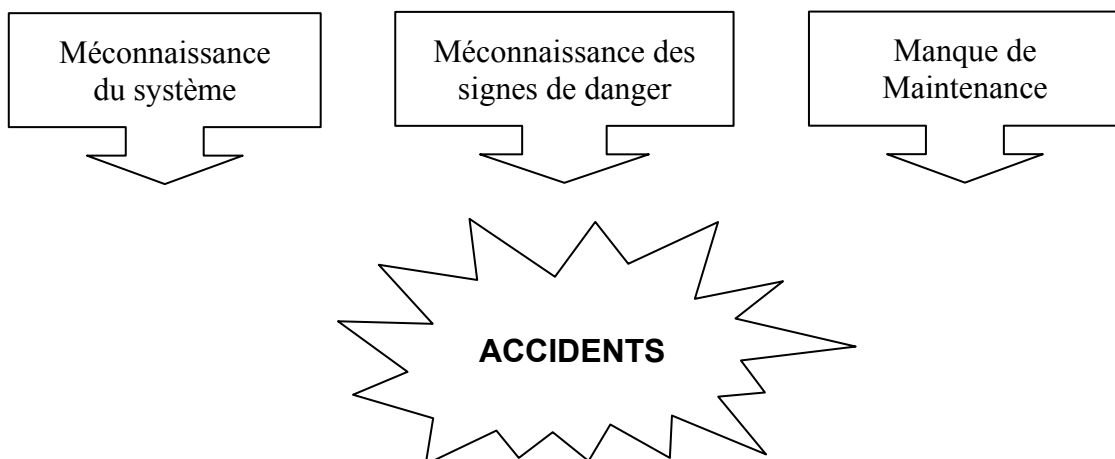 Méconnaissance
du système
Méconnaissance des
signes de danger
Manque de
Maintenance
ACCIDENTS